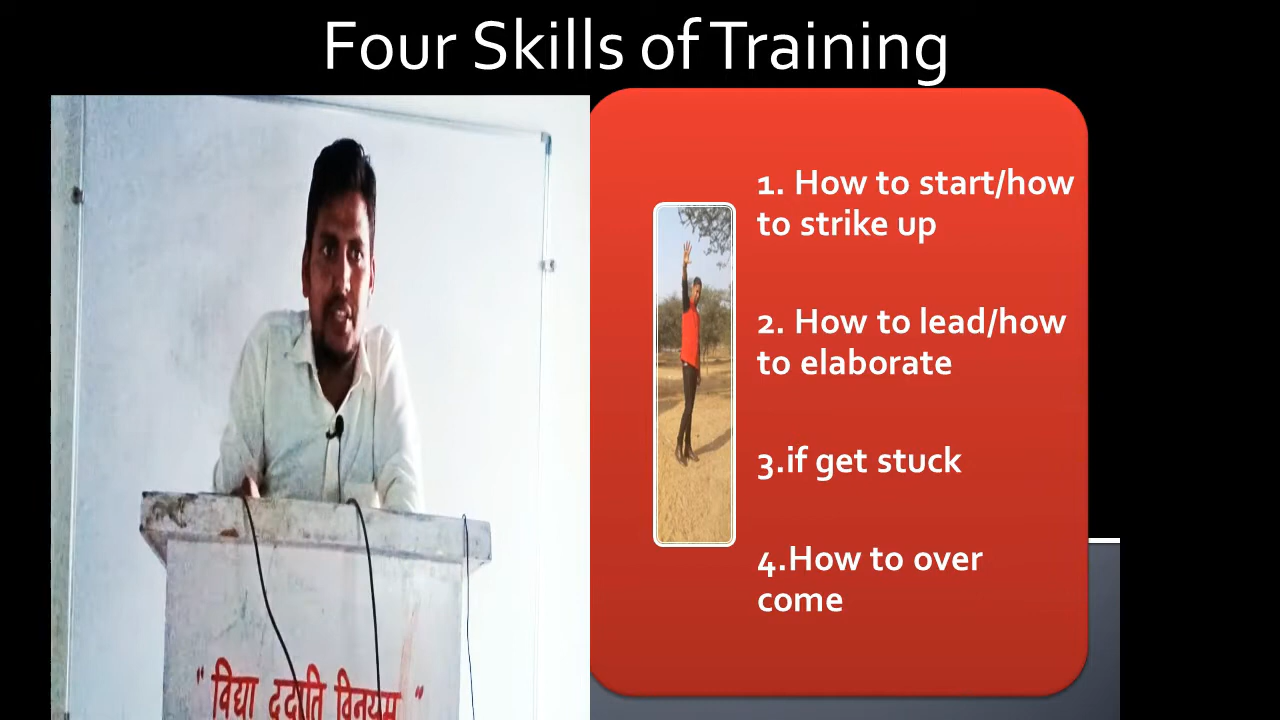 Four Skills of Training
1. How to start/how
to strike up
2. How to lead/how
to elaborate
3.if get stuck
4.How to over
come
" विद्या ददाति विनयम "